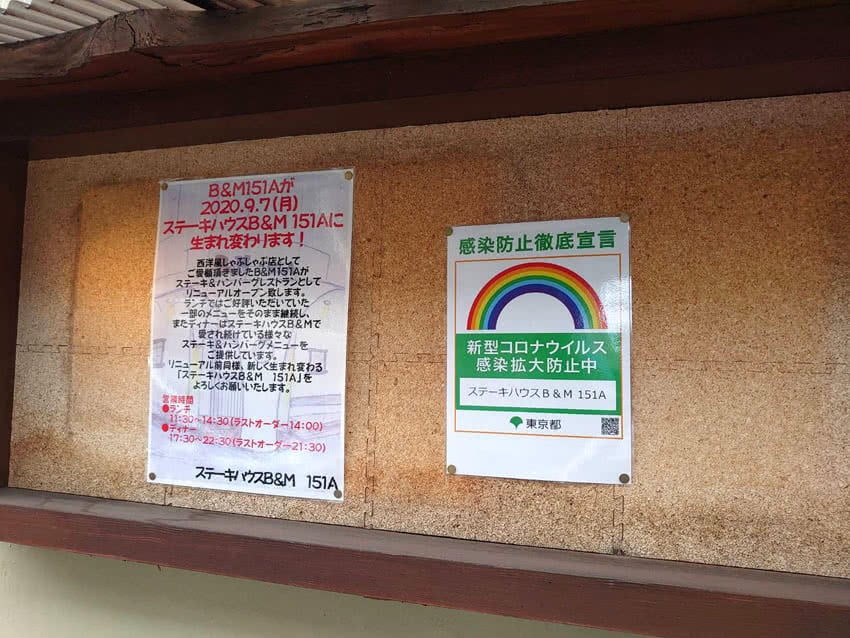 B&M151Aが
2020.9.7(月)
ステーキハウスB&M 151Aに
生まれ変わります！
西洋風しゃぶしゃぶ店として
ご愛顧頂きましたB&M151Aが
ステーキ&ハンバーグレストランとして
リニューアルオープン致します。
ランチではご好評いただいていた
一部のメニューをそのまま継続し、
またディナーはステーキハウスB&Mで
愛され続けている様々な
ステーキ&ハンバーグメニューを
ご提供しています。
リニューアル前同様、新しく生まれ変わる
「ステーキハウスB&M 151A」を
よろしくお願いいたします。
営業時間
●ランチ
11:30~14:30(ラストオーダー14:00)
●ディナー
17:30~22:30(ラストオーダー21:30)
ステーキハウスB&M 151A
感染防止徹底宣言
新型コロナウイルス
感染拡大防止中
ステーキハウスB&M 151A
東京都